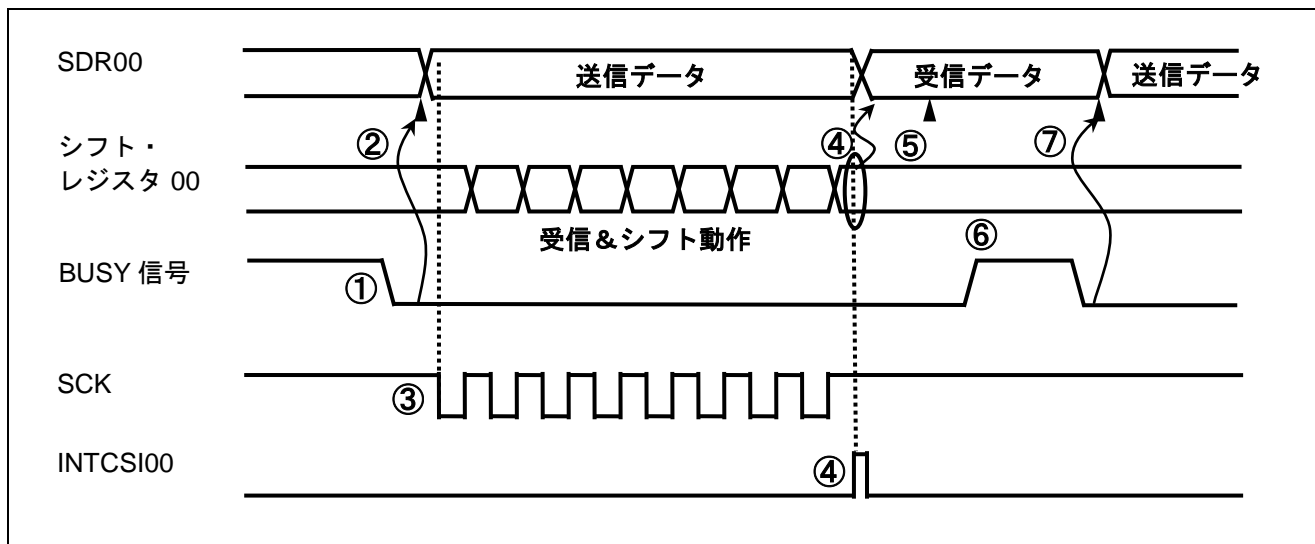 SDR00
送信データ
受信データ
送信データ
②
④
⑤
⑦
シフト・
レジスタ 00
受信＆シフト動作
⑥
BUSY 信号
①
SCK
③
INTCSI00
④